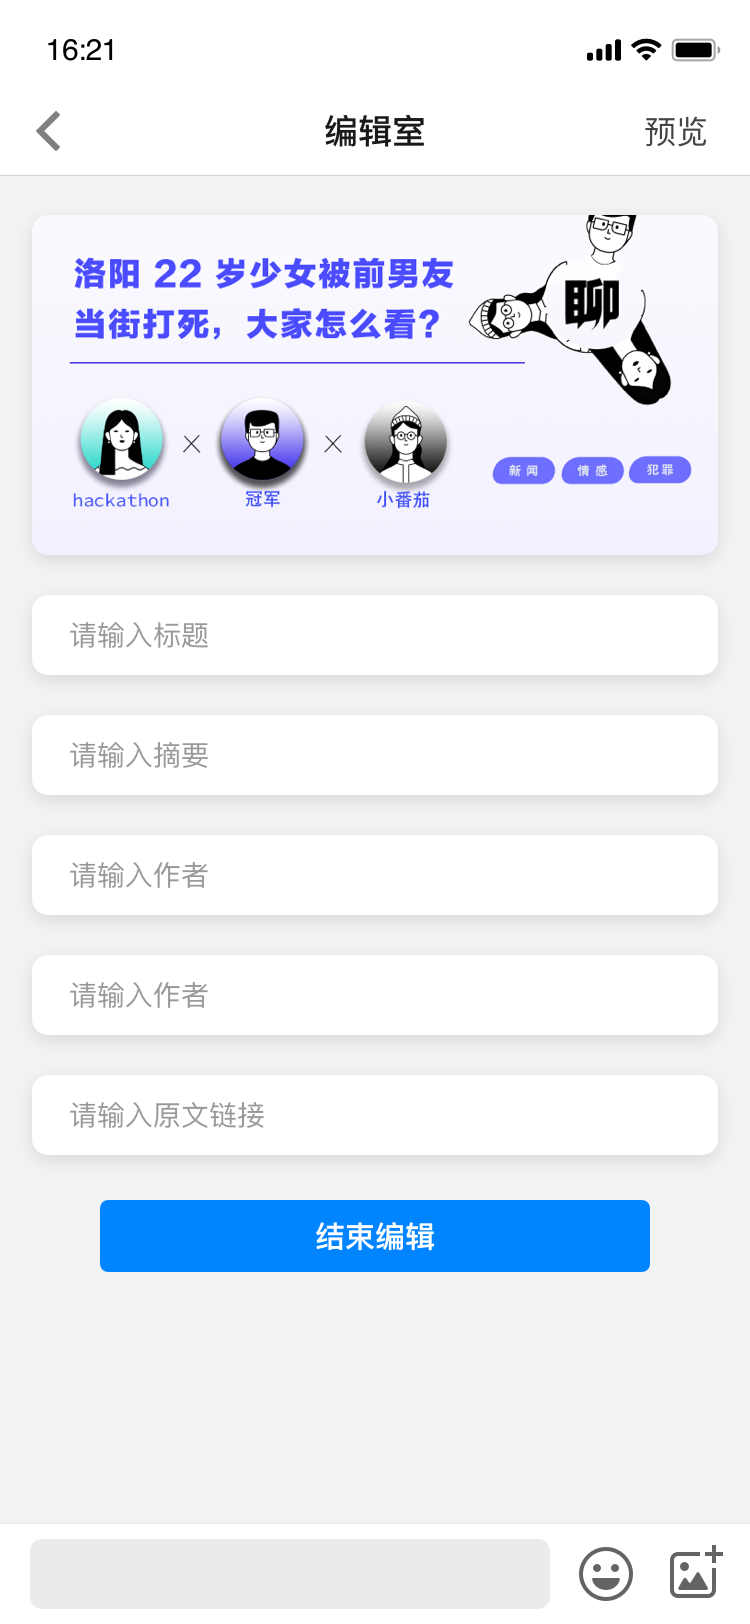 16:21
编辑室
预览
洛阳 22 岁少女被前男友
当街打死，大家怎么看？
聊
hackathon
冠军
小番茄
新闻
情感
犯罪
请输入标题
请输入摘要
请输入作者
请输入作者
请输入原文链接
结束编辑